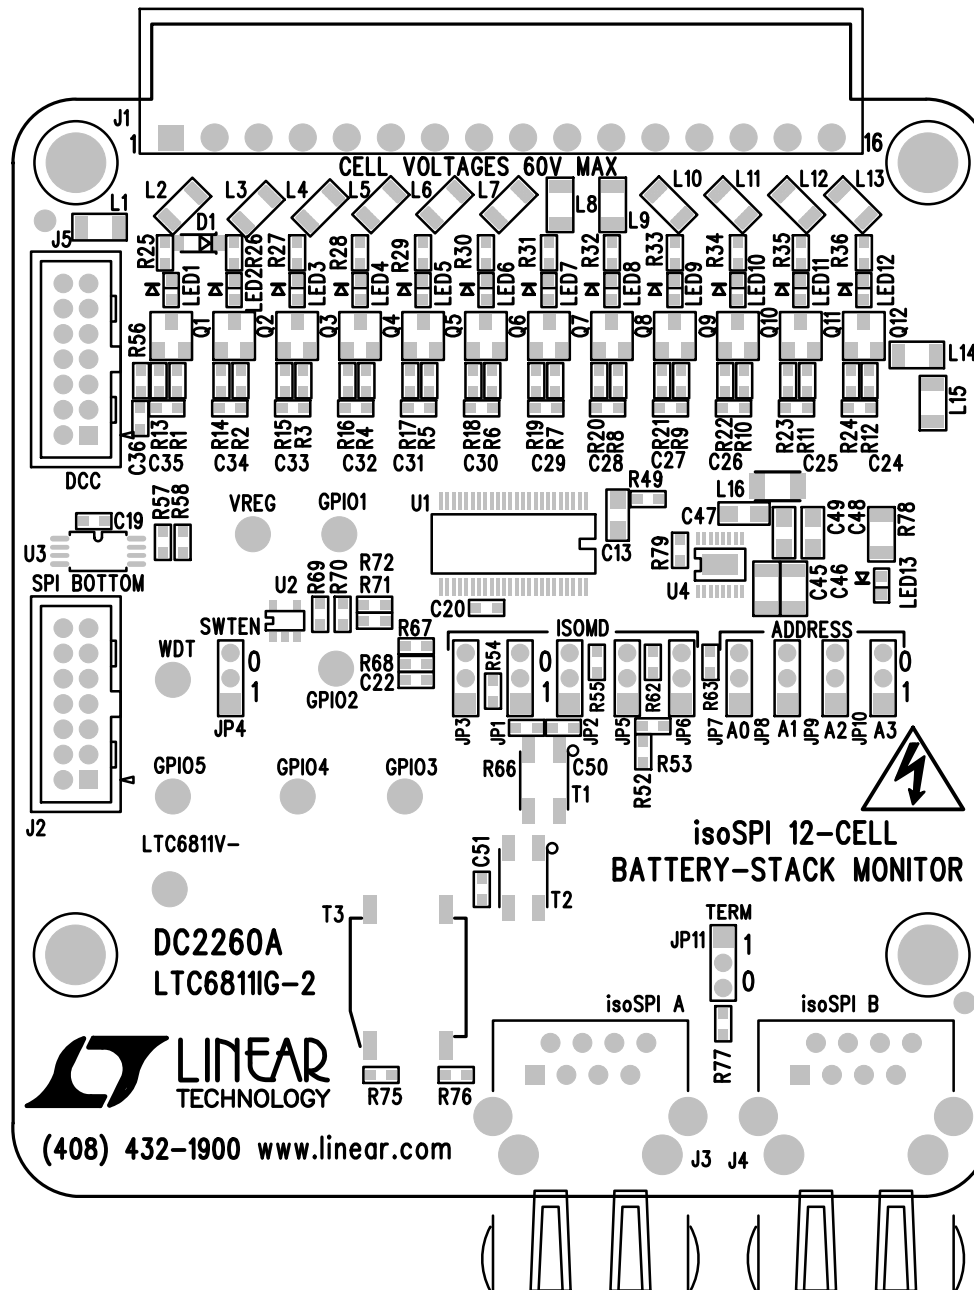 J1
1
16
CELL VOLTAGES 60V MAX
L2 L3 L4 L5 L6 L7 L8 L9 L10 L11 L12 L13
L1
J5
D1
R25 R26 R27 R28 R29 R30 R31 R32 R33 R34 R35 R36
LED1 LED2 LED3 LED4 LED5 LED6 LED7 LED8 LED9 LED10 LED11 LED12
Q1 Q2 Q3 Q4 Q5 Q6 Q7 Q8 Q9 Q10 Q11 Q12
R56
L14
L15
C36 R13 R1 R14 R2 R15 R3 R16 R4 R17 R5 R18 R6 R19 R7 R20 R8 R21 R9 R22 R10 R23 R11 R24 R12
C35 C34 C33 C32 C31 C30 C29 C28 C27 C26 C25 C24
DCC
R57 R58
VREG
GPIO1
U1
R49
L16
C19
U3
SPI BOTTOM
C13
R79
C47
U4
C49 C48
R78
C45 C46
LED13
U2
R69 R70
R72
R71
C20
SWTEN
0
1
JP4
WDT
GPIO2
R67
R68
C22
ISOMD
ADDRESS
R54
0
1
R55
R62
R63
0
1
JP3 JP1 JP2 JP5 JP6 JP7 A0 JP8 A1 JP9 A2 JP10 A3
R66
C50
T1
R52
R53
GPIO5
GPIO4
GPIO3
J2
LTC6811V-
isoSPI 12-CELL
BATTERY-STACK MONITOR
C51
T2
T3
TERM
JP11
1
0
DC2260A
LTC6811IG-2
isoSPI A
isoSPI B
R77
LINEAR
TECHNOLOGY
R75
R76
(408) 432-1900 www.linear.com
J3
J4